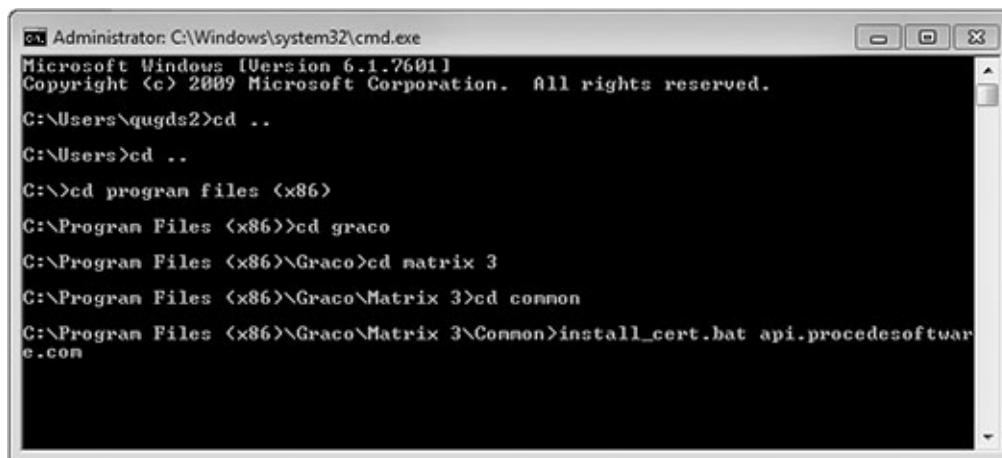 Administrator: C:\Windows\system32\cmd.exe
Microsoft Windows [Version 6.1.7601]
Copyright (c) 2009 Microsoft Corporation.  All rights reserved.
C:\Users\qugds2>cd ..
C:\Users>cd ..
C:\>cd program files (x86)
C:\Program Files (x86)>cd graco
C:\Program Files (x86)\Graco>cd matrix 3
C:\Program Files (x86)\Graco\Matrix 3>cd common
C:\Program Files (x86)\Graco\Matrix 3\Common>install_cert.bat api.procedesoftwar
e.com